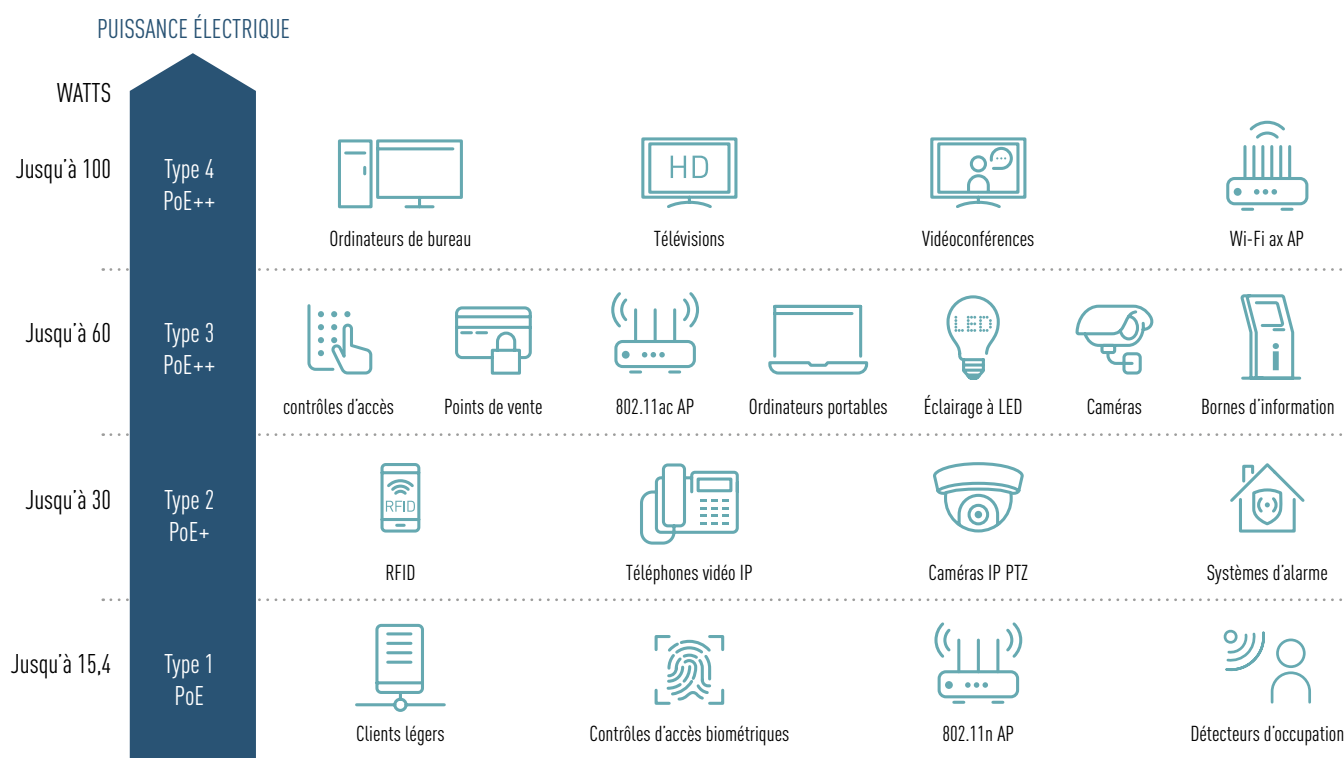 PUISSANCE ÉLECTRIQUE
WATTS
Jusqu'à 100
Type 4
PoE++
HD
Ordinateurs de bureau
Télévisions
Vidéoconférences
Wi-Fi ax AP
Jusqu'à 60
Type 3
PoE++
LED
i
contrôles d'accès
Points de vente
802.11ac AP
Ordinateurs portables
Éclairage à LED
Caméras
Bornes d'information
Jusqu'à 30
Type 2
PoE+
RFID
RFID
Téléphones vidéo IP
Caméras IP PTZ
Systèmes d'alarme
Jusqu'à 15,4
Type 1
PoE
Clients légers
Contrôles d'accès biométriques
802.11n AP
Détecteurs d'occupation